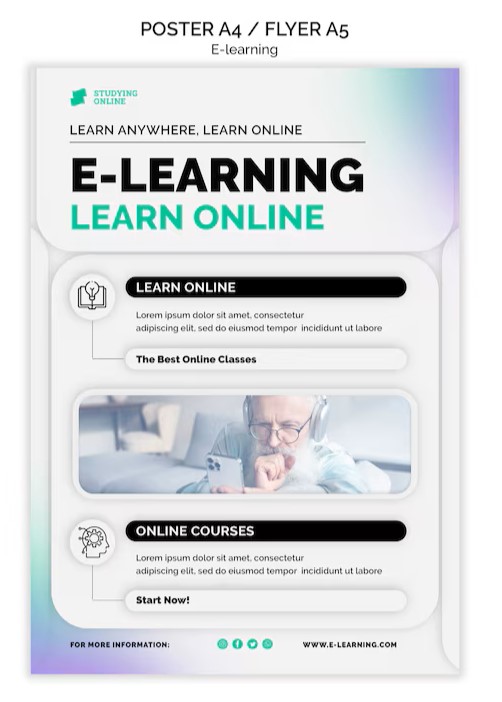 POSTER A4 / FLYER A5
E-learning
STUDYING
ONLINE
LEARN ANYWHERE, LEARN ONLINE
E-LEARNING
LEARN ONLINE
LEARN ONLINE
Lorem ipsum dolor sit amet, consectetur
adipiscing elit, sed do eiusmod tempor incididunt ut labore
The Best Online Classes
ONLINE COURSES
Lorem ipsum dolor sit amet, consectetur
adipiscing elit, sed do eiusmod tempor incididunt ut labore
Start Now!
FOR MORE INFORMATION:
WWW.E-LEARNING.COM